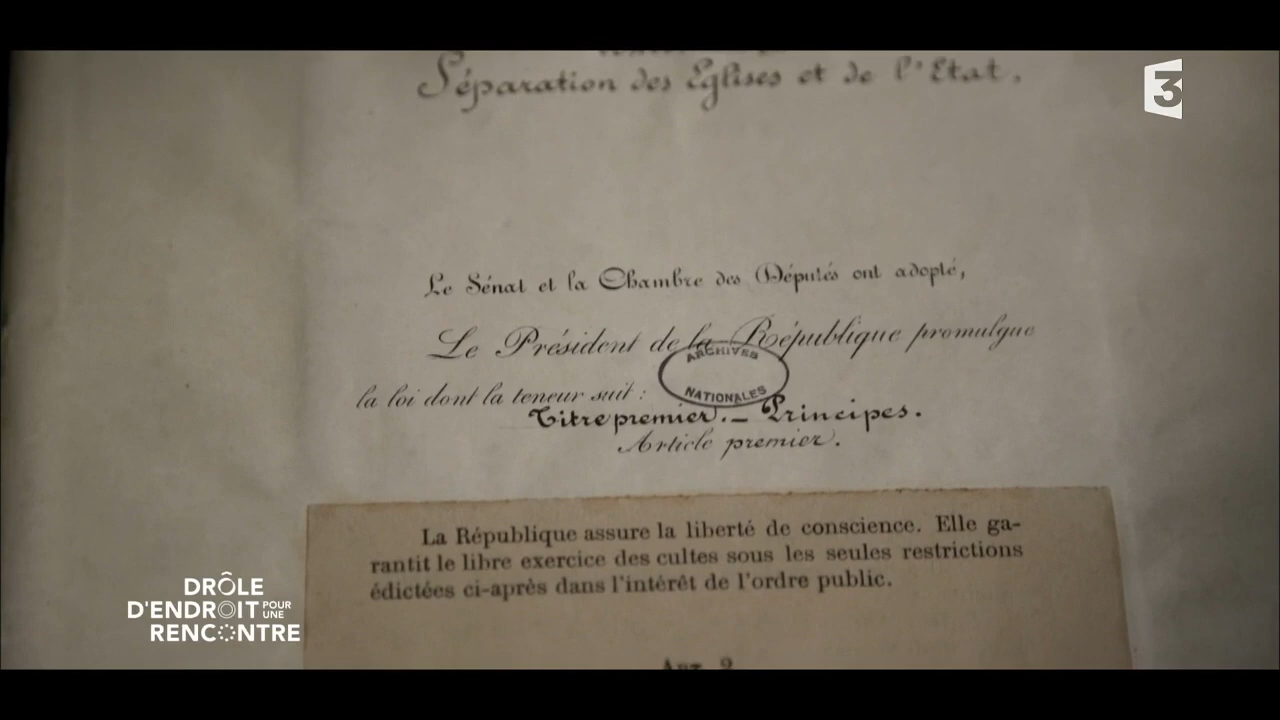 Séparation des Eglises et de l'Etat.
3
Le Sénat et la Chambre des Députés ont adopté,
Le Président de la République promulgue
la loi dont la teneur suit :
ARCHIVES
NATIONALES
Titre premier. _ Principes.
Article premier.
La République assure la liberté de conscience. Elle ga-
rantit le libre exercice des cultes sous les seules restrictions
édictées ci-après dans l'intérêt de l'ordre public.
DRÔLE
D'ENDROIT POUR UNE
RENCONTRE